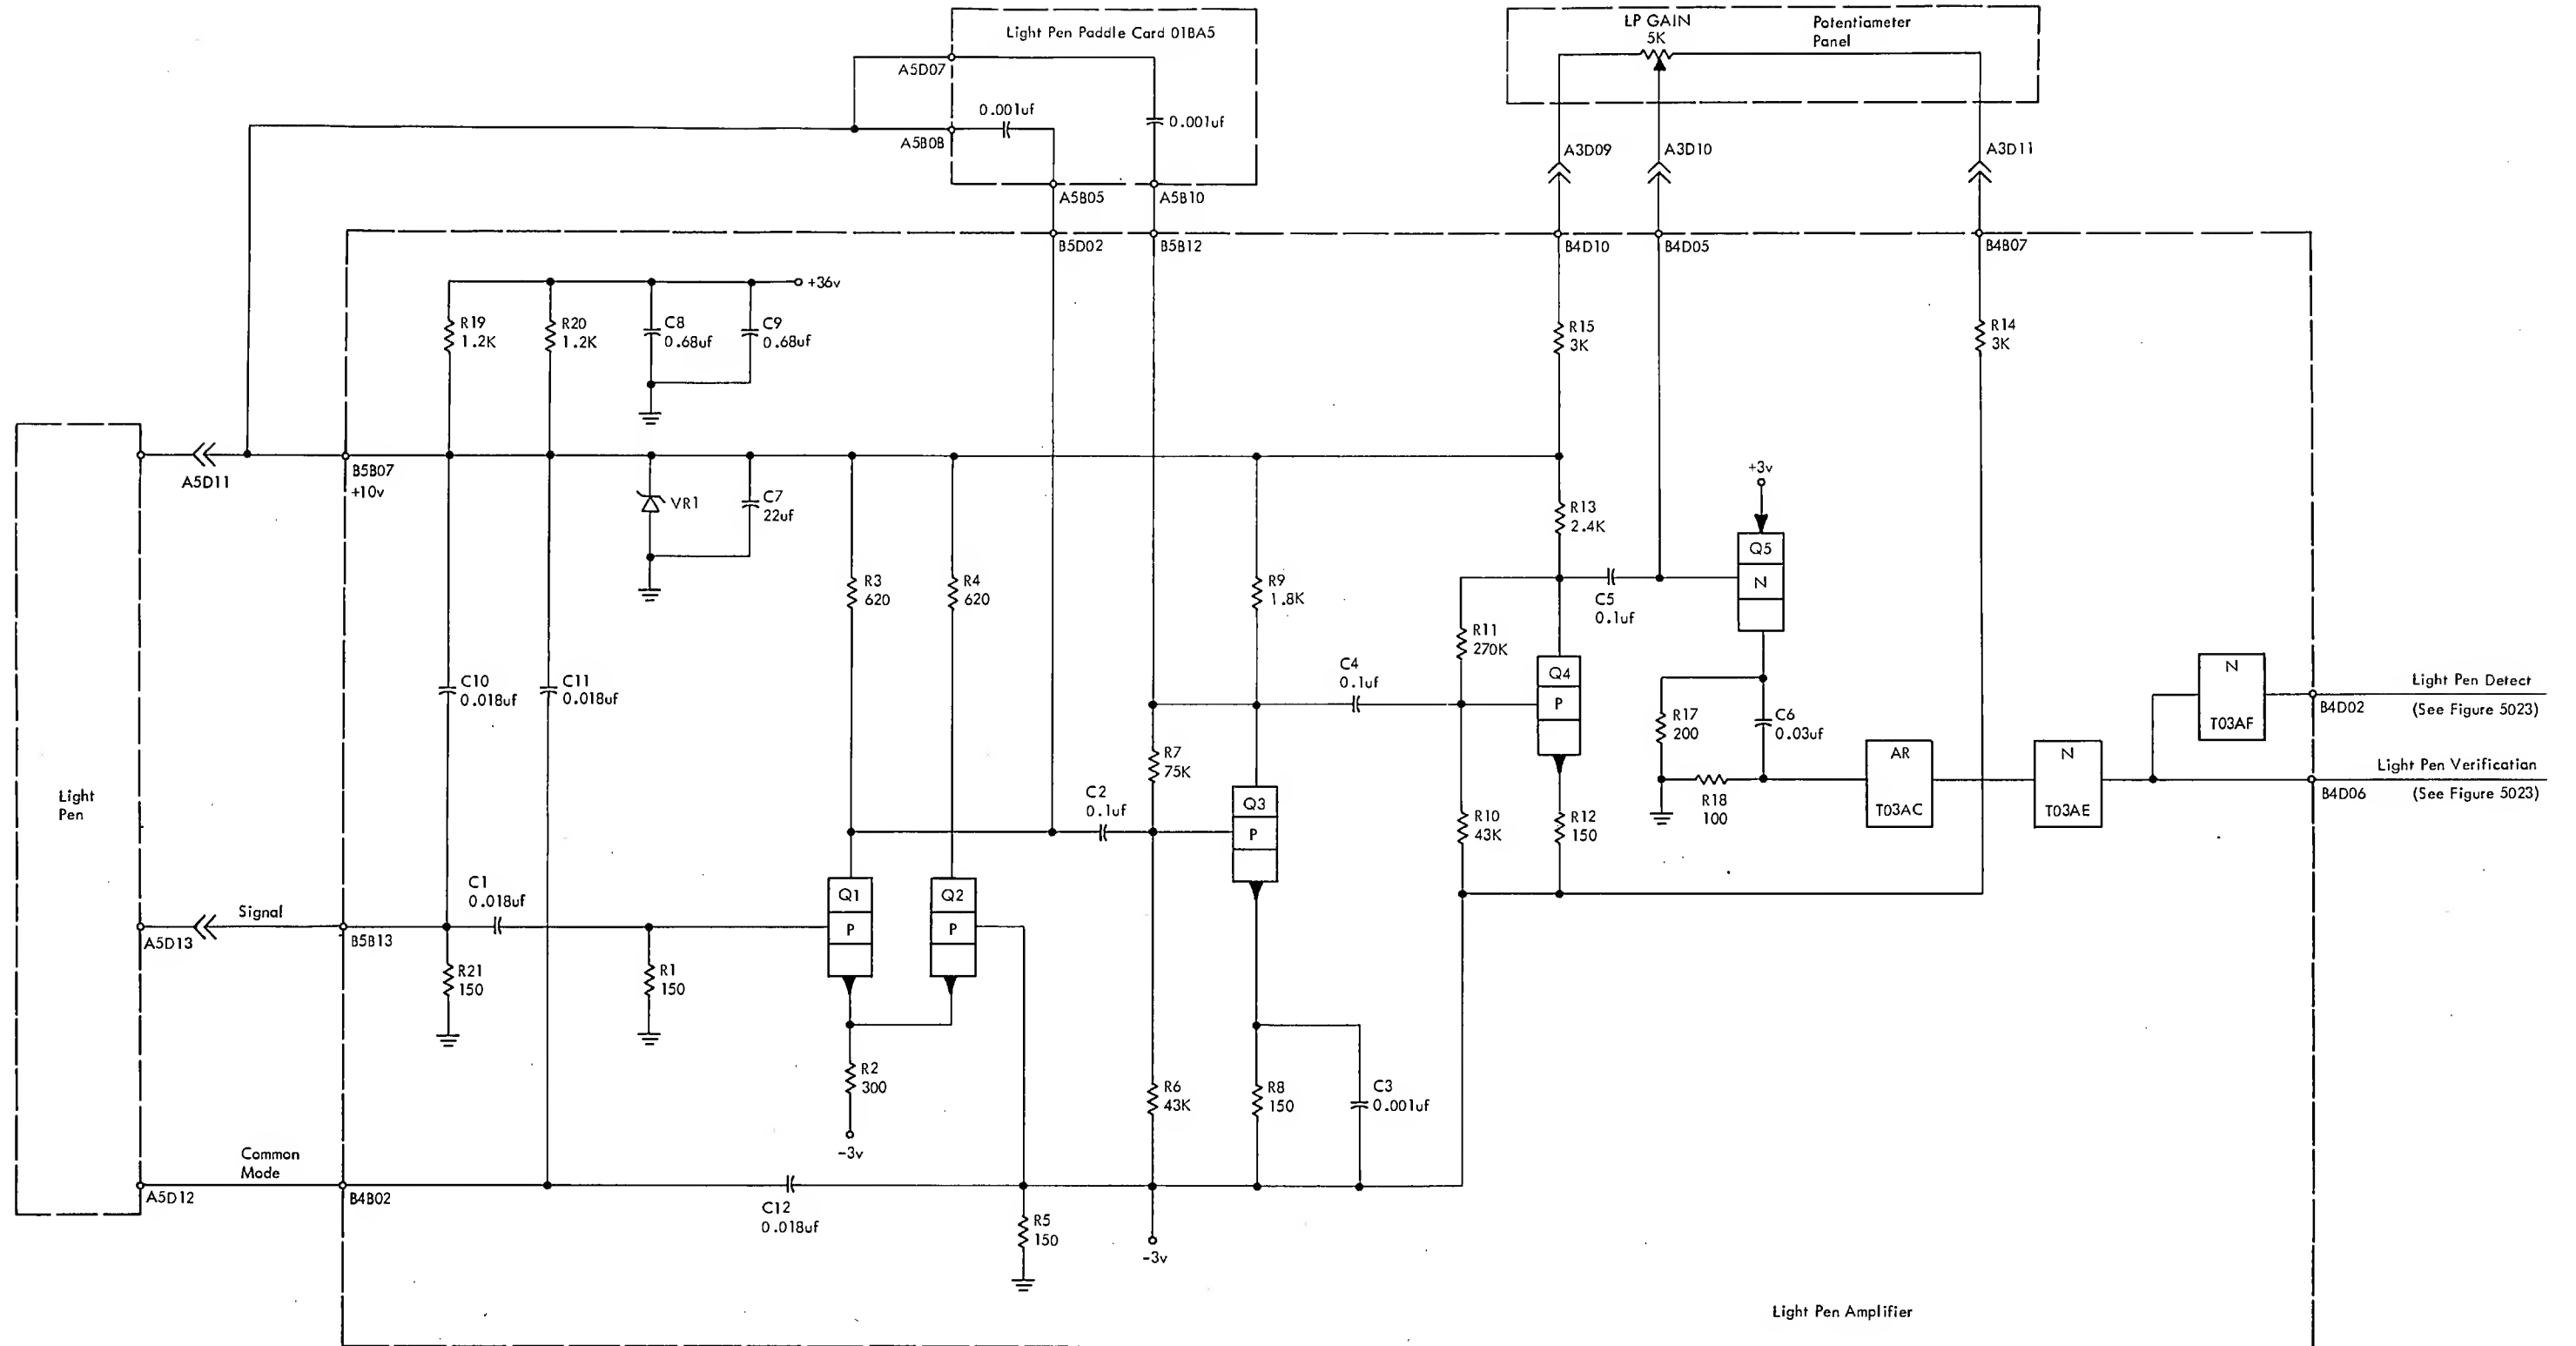 Light Pen Paddle Card 01BA5
A5D07
0.001uf
A5B0B
0.001uf
A5B05
A5B10
LP GAIN
5K
Potentiameter
Panel
A3D09
A3D10
A3D11
B5D02
B5B12
B4D10
B4D05
B4B07
+36v
R19
1.2K
R20
1.2K
C8
0.68uf
C9
0.68uf
R15
3K
R14
3K
A5D11
B5B07
+10v
VR1
C7
22uf
R13
2.4K
+3v
Q5
N
R3
620
R4
620
R9
1.8K
C5
0.1uf
R11
270K
C4
0.1uf
Q4
P
C10
0.018uf
C11
0.018uf
R17
200
C6
0.03uf
N
T03AF
Light Pen Detect
B4D02
(See Figure 5023)
R7
75K
AR
T03AC
N
T03AE
Light Pen Verification
B4D06
(See Figure 5023)
Light
Pen
C2
0.1uf
Q3
P
R10
43K
R12
150
R18
100
C1
0.018uf
Signal
A5D13
B5B13
Q1
P
Q2
P
R21
150
R1
150
R2
300
-3v
R6
43K
R8
150
C3
0.001uf
Common
Mode
A5D12
B4B02
C12
0.018uf
R5
150
-3v
Light Pen Amplifier